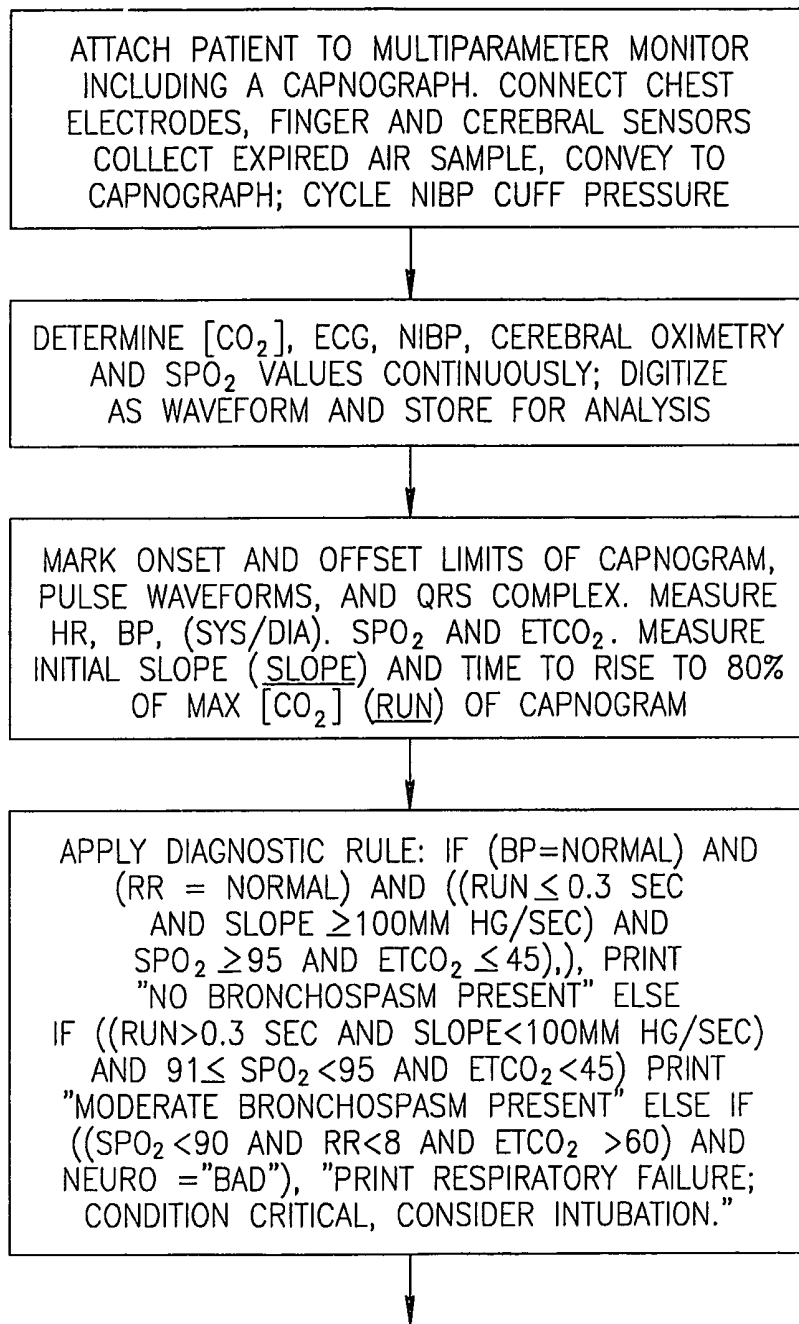 ATTACH PATIENT TO MULTIPARAMETER MONITOR
INCLUDING A CAPNOGRAPH. CONNECT CHEST
ELECTRODES, FINGER AND CEREBRAL SENSORS
COLLECT EXPIRED AIR SAMPLE, CONVEY TO
CAPNOGRAPH; CYCLE NIBP CUFF PRESSURE
DETERMINE [CO₂], ECG, NIBP, CEREBRAL OXIMETRY
AND SPO₂ VALUES CONTINUOUSLY; DIGITIZE
AS WAVEFORM AND STORE FOR ANALYSIS
MARK ONSET AND OFFSET LIMITS OF CAPNOGRAM,
PULSE WAVEFORMS, AND QRS COMPLEX. MEASURE
HR, BP, (SYS/DIA). SPO₂ AND ETCO₂. MEASURE
INITIAL SLOPE (SLOPE) AND TIME TO RISE TO 80%
OF MAX [CO₂] (RUN) OF CAPNOGRAM
APPLY DIAGNOSTIC RULE: IF (BP=NORMAL) AND
(RR = NORMAL) AND ((RUN≤0.3 SEC
AND SLOPE ≥100MM HG/SEC) AND
SPO₂ ≥95 AND ETCO₂ ≤45),), PRINT
"NO BRONCHOSPASM PRESENT" ELSE
IF ((RUN>0.3 SEC AND SLOPE<100MM HG/SEC)
AND 91≤ SPO₂<95 AND ETCO₂<45) PRINT
"MODERATE BRONCHOSPASM PRESENT" ELSE IF
((SPO₂<90 AND RR<8 AND ETCO₂ >60) AND
NEURO ="BAD"), "PRINT RESPIRATORY FAILURE;
CONDITION CRITICAL, CONSIDER INTUBATION."